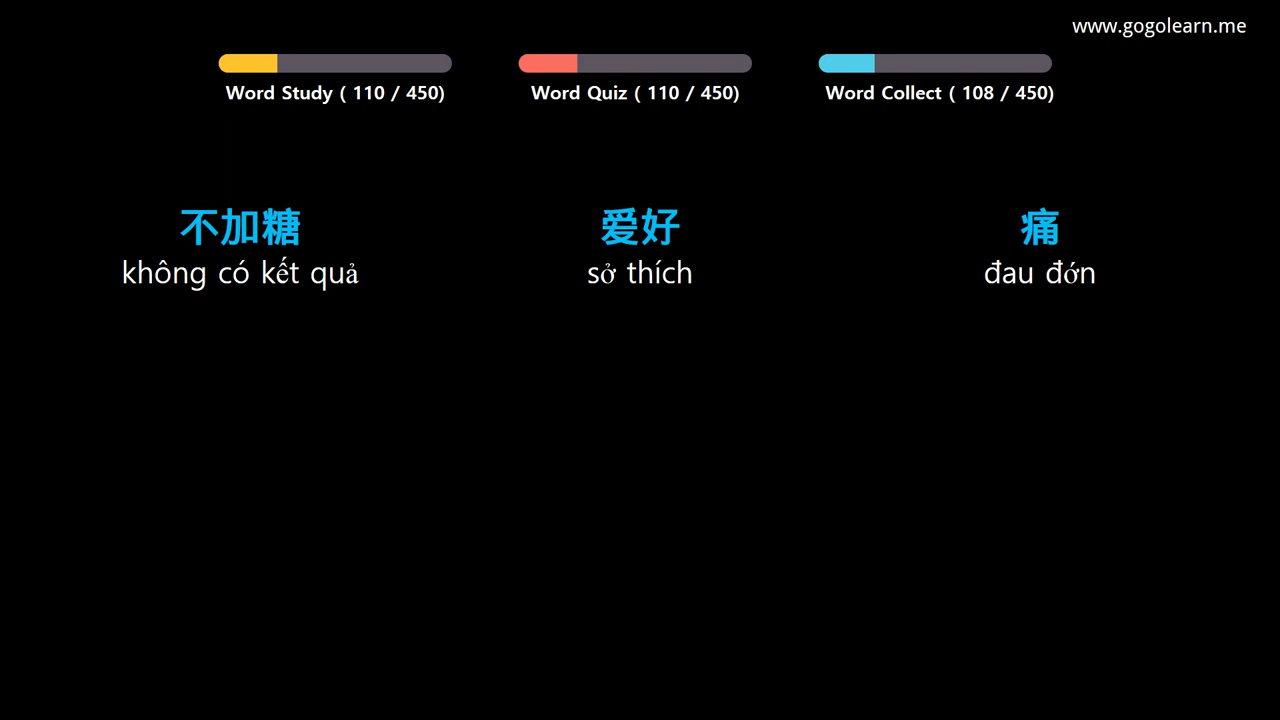 www.gogolearn.me
Word Study ( 110 / 450)
Word Quiz ( 110 / 450)
Word Collect ( 108 / 450)
不加糖
爱好
痛
không có kết quả
sở thích
đau đớn